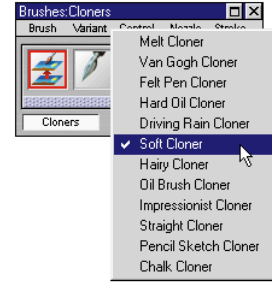 Brushes:Cloners
Brush Variant Control Nozzle Stroke
Melt Cloner
Van Gogh Cloner
Felt Pen Cloner
Hard Oil Cloner
Driving Rain Cloner
Cloners
Soft Cloner
Hairy Cloner
Oil Brush Cloner
Impressionist Cloner
Straight Cloner
Pencil Sketch Cloner
Chalk Cloner